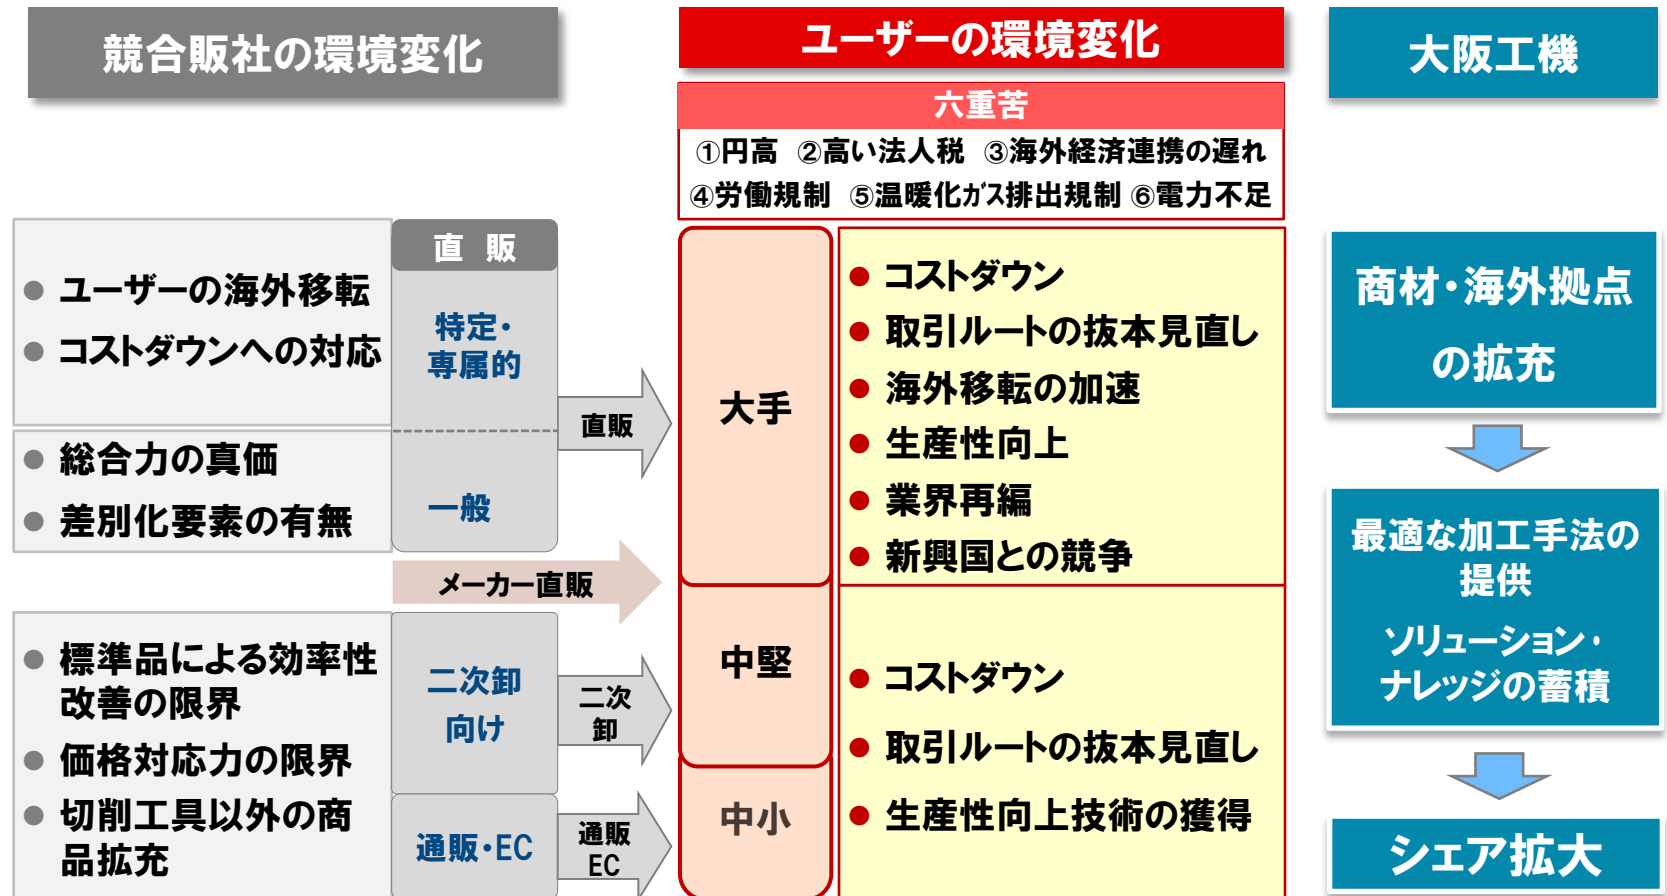 競合販社の環境変化
ユーザーの環境変化
大阪工機
六重苦
①円高 ②高い法人税 ③海外経済連携の遅れ
④労働規制 ⑤温暖化ガス排出規制 ⑥電力不足
● ユーザーの海外移転
● コストダウンへの対応
● 総合力の真価
● 差別化要素の有無
直 販
特定・
専属的
一般
直販
メーカー直販
● 標準品による効率性
改善の限界
● 価格対応力の限界
● 切削工具以外の商
品拡充
二次卸
向け
通販・EC
二次
卸
通販
EC
大手
● コストダウン
● 取引ルートの抜本見直し
● 海外移転の加速
● 生産性向上
● 業界再編
● 新興国との競争
中堅
中小
● コストダウン
● 取引ルートの抜本見直し
● 生産性向上技術の獲得
商材・海外拠点
の拡充
最適な加工手法の
提供
ソリューション・
ナレッジの蓄積
シェア拡大